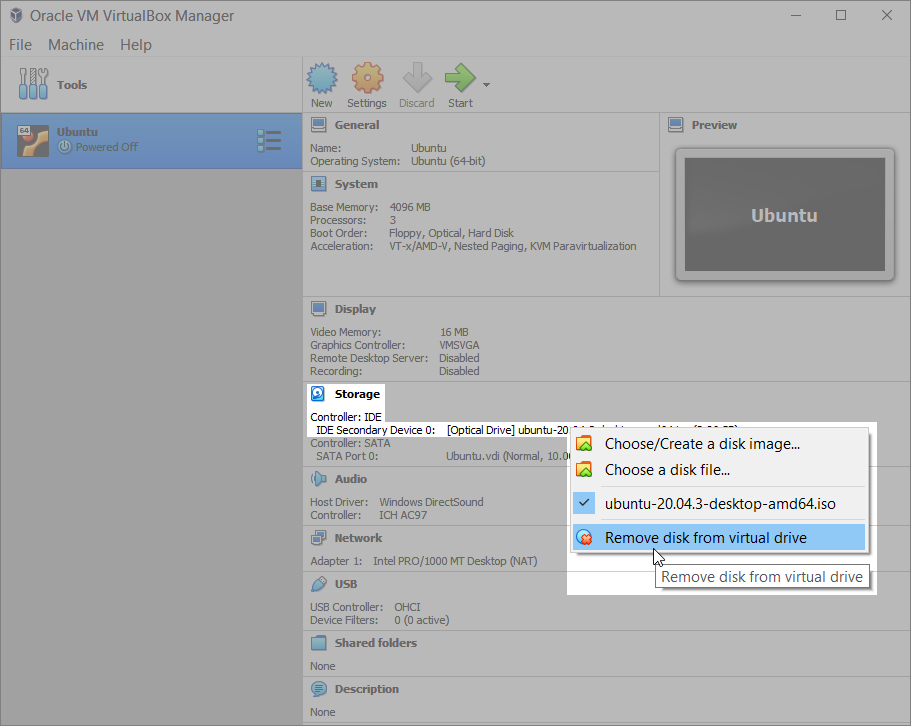 Oracle VM VirtualBox Manager
File Machine Help
Tools
New Settings Discard Start
64
Ubuntu
Powered Off
General
Name: Ubuntu
Operating System: Ubuntu (64-bit)
Preview
Ubuntu
System
Base Memory: 4096 MB
Processors: 3
Boot Order: Floppy, Optical, Hard Disk
Acceleration: VT-x/AMD-V, Nested Paging, KVM Paravirtualization
Display
Video Memory: 16 MB
Graphics Controller: VMSVGA
Remote Desktop Server: Disabled
Recording: Disabled
Storage
Controller: IDE
IDE Secondary Device 0: [Optical Drive] ubuntu-20
Controller: SATA
SATA Port 0: Ubuntu.vdi (Normal, 10.0
Choose/Create a disk image...
Choose a disk file...
ubuntu-20.04.3-desktop-amd64.iso
Remove disk from virtual drive
Remove disk from virtual drive
Audio
Host Driver: Windows DirectSound
Controller: ICH AC97
Network
Adapter 1: Intel PRO/1000 MT Desktop (NAT)
USB
USB Controller: OHCI
Device Filters: 0 (0 active)
Shared folders
None
Description
None